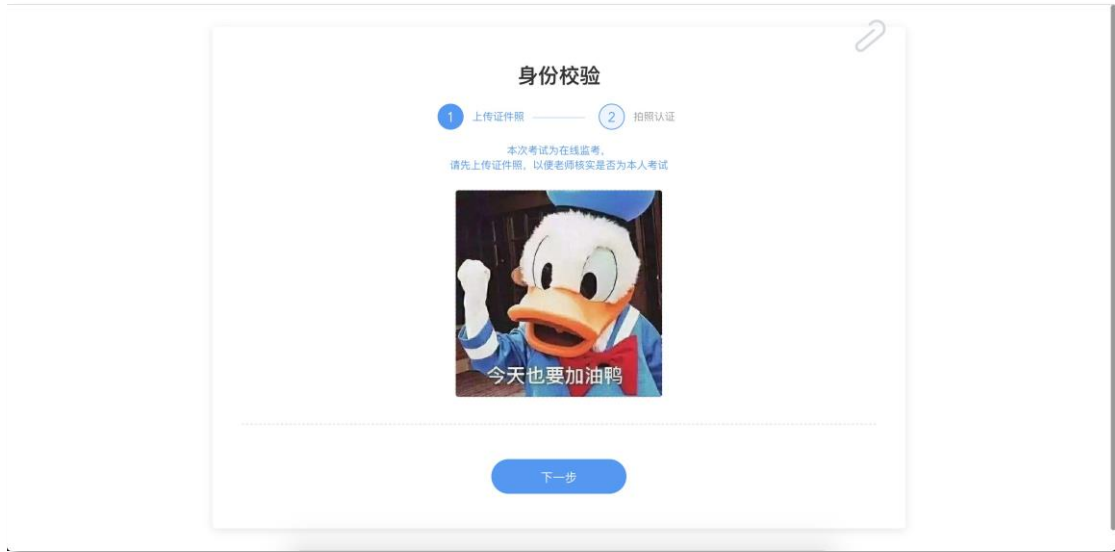 身份校验
1 上传证件照 2 拍照认证
本次考试为在线监考，
请先上传证件照，以便老师核实是否为本人考试
今天也要加油鸭
下一步